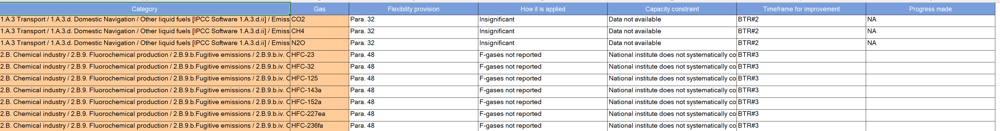 Category Gas Flexibility provision How it is applied Capacity constraint Timeframe for improvement Progress made
1.A.3 Transport / 1.A.3.d. Domestic Navigation / Other liquid fuels [IPCC Software 1.A.3.d.ii] / Emiss CO2 Para. 32 Insignificant Data not available BTR#2 NA
1.A.3 Transport / 1.A.3.d. Domestic Navigation / Other liquid fuels [IPCC Software 1.A.3.d.ii] / Emiss CH4 Para. 32 Insignificant Data not available BTR#2 NA
1.A.3 Transport / 1.A.3.d. Domestic Navigation / Other liquid fuels [IPCC Software 1.A.3.d.ii] / Emiss N2O Para. 32 Insignificant Data not available BTR#2 NA
2.B. Chemical industry / 2.B.9. Fluorochemical production / 2.B.9.b.Fugitive emissions / 2.B.9.b.iv. HFC-23 Para. 48 F-gases not reported National institute does not systematically co BTR#3
2.B. Chemical industry / 2.B.9. Fluorochemical production / 2.B.9.b.Fugitive emissions / 2.B.9.b.iv. HFC-32 Para. 48 F-gases not reported National institute does not systematically co BTR#3
2.B. Chemical industry / 2.B.9. Fluorochemical production / 2.B.9.b.Fugitive emissions / 2.B.9.b.iv. HFC-125 Para. 48 F-gases not reported National institute does not systematically co BTR#3
2.B. Chemical industry / 2.B.9. Fluorochemical production / 2.B.9.b.Fugitive emissions / 2.B.9.b.iv. HFC-143a Para. 48 F-gases not reported National institute does not systematically co BTR#3
2.B. Chemical industry / 2.B.9. Fluorochemical production / 2.B.9.b.Fugitive emissions / 2.B.9.b.iv. HFC-152a Para. 48 F-gases not reported National institute does not systematically co BTR#3
2.B. Chemical industry / 2.B.9. Fluorochemical production / 2.B.9.b.Fugitive emissions / 2.B.9.b.iv. HFC-227ea Para. 48 F-gases not reported National institute does not systematically co BTR#3
2.B. Chemical industry / 2.B.9. Fluorochemical production / 2.B.9.b.Fugitive emissions / 2.B.9.b.iv. HFC-236fa Para. 48 F-gases not reported National institute does not systematically co BTR#3